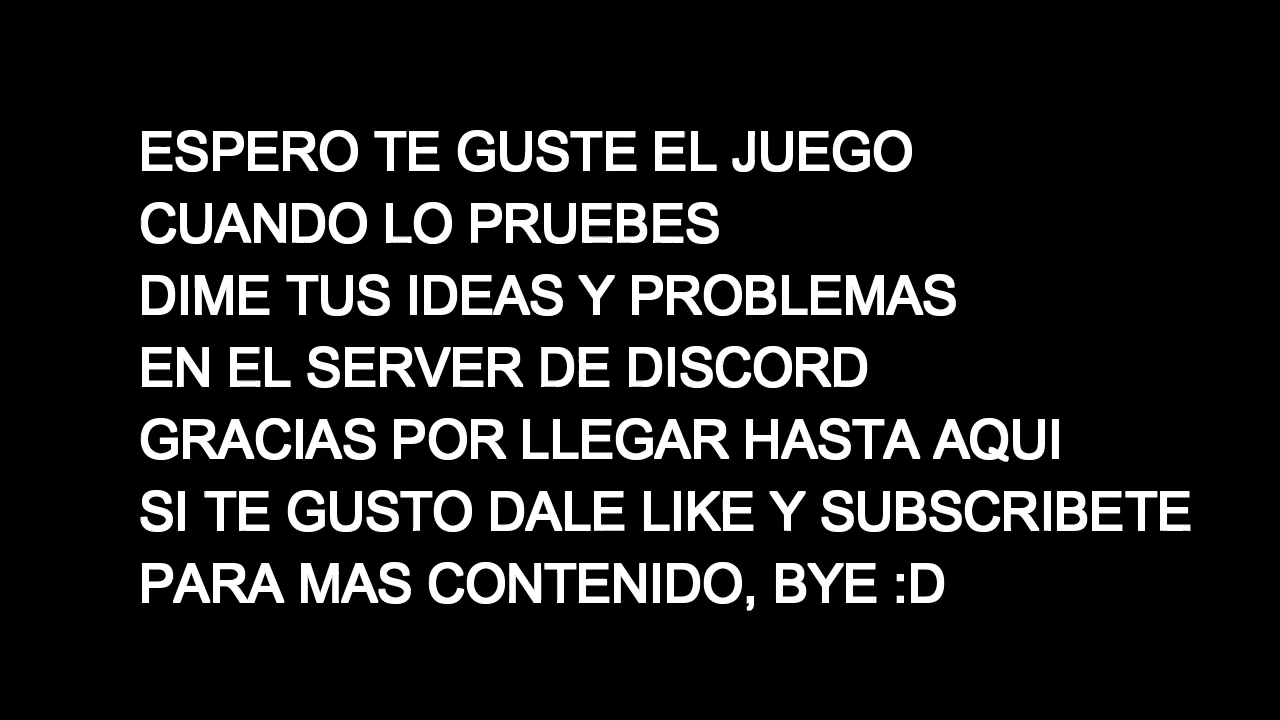 ESPERO TE GUSTE EL JUEGO
CUANDO LO PRUEBES
DIME TUS IDEAS Y PROBLEMAS
EN EL SERVER DE DISCORD
GRACIAS POR LLEGAR HASTA AQUI
SI TE GUSTO DALE LIKE Y SUBSCRIBETE
PARA MAS CONTENIDO, BYE :D